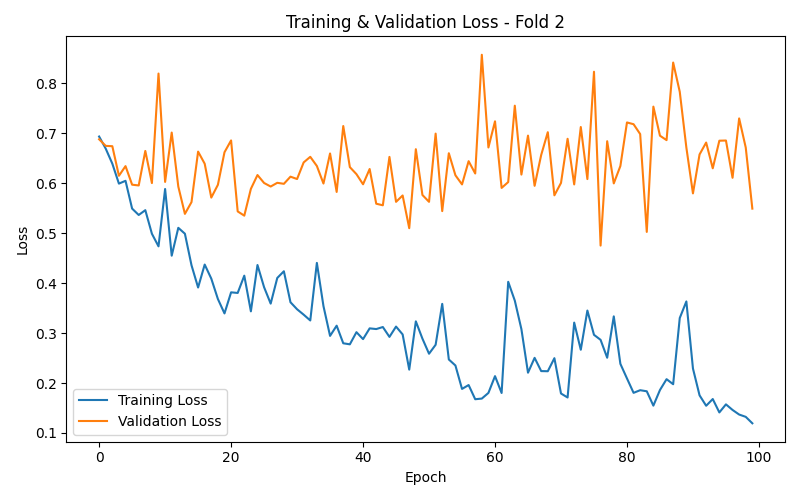 Training & Validation Loss - Fold 2
Loss
0.8
0.7
0.6
0.5
0.4
0.3
0.2
0.1
Training Loss
Validation Loss
0 20 40 60 80 100
Epoch